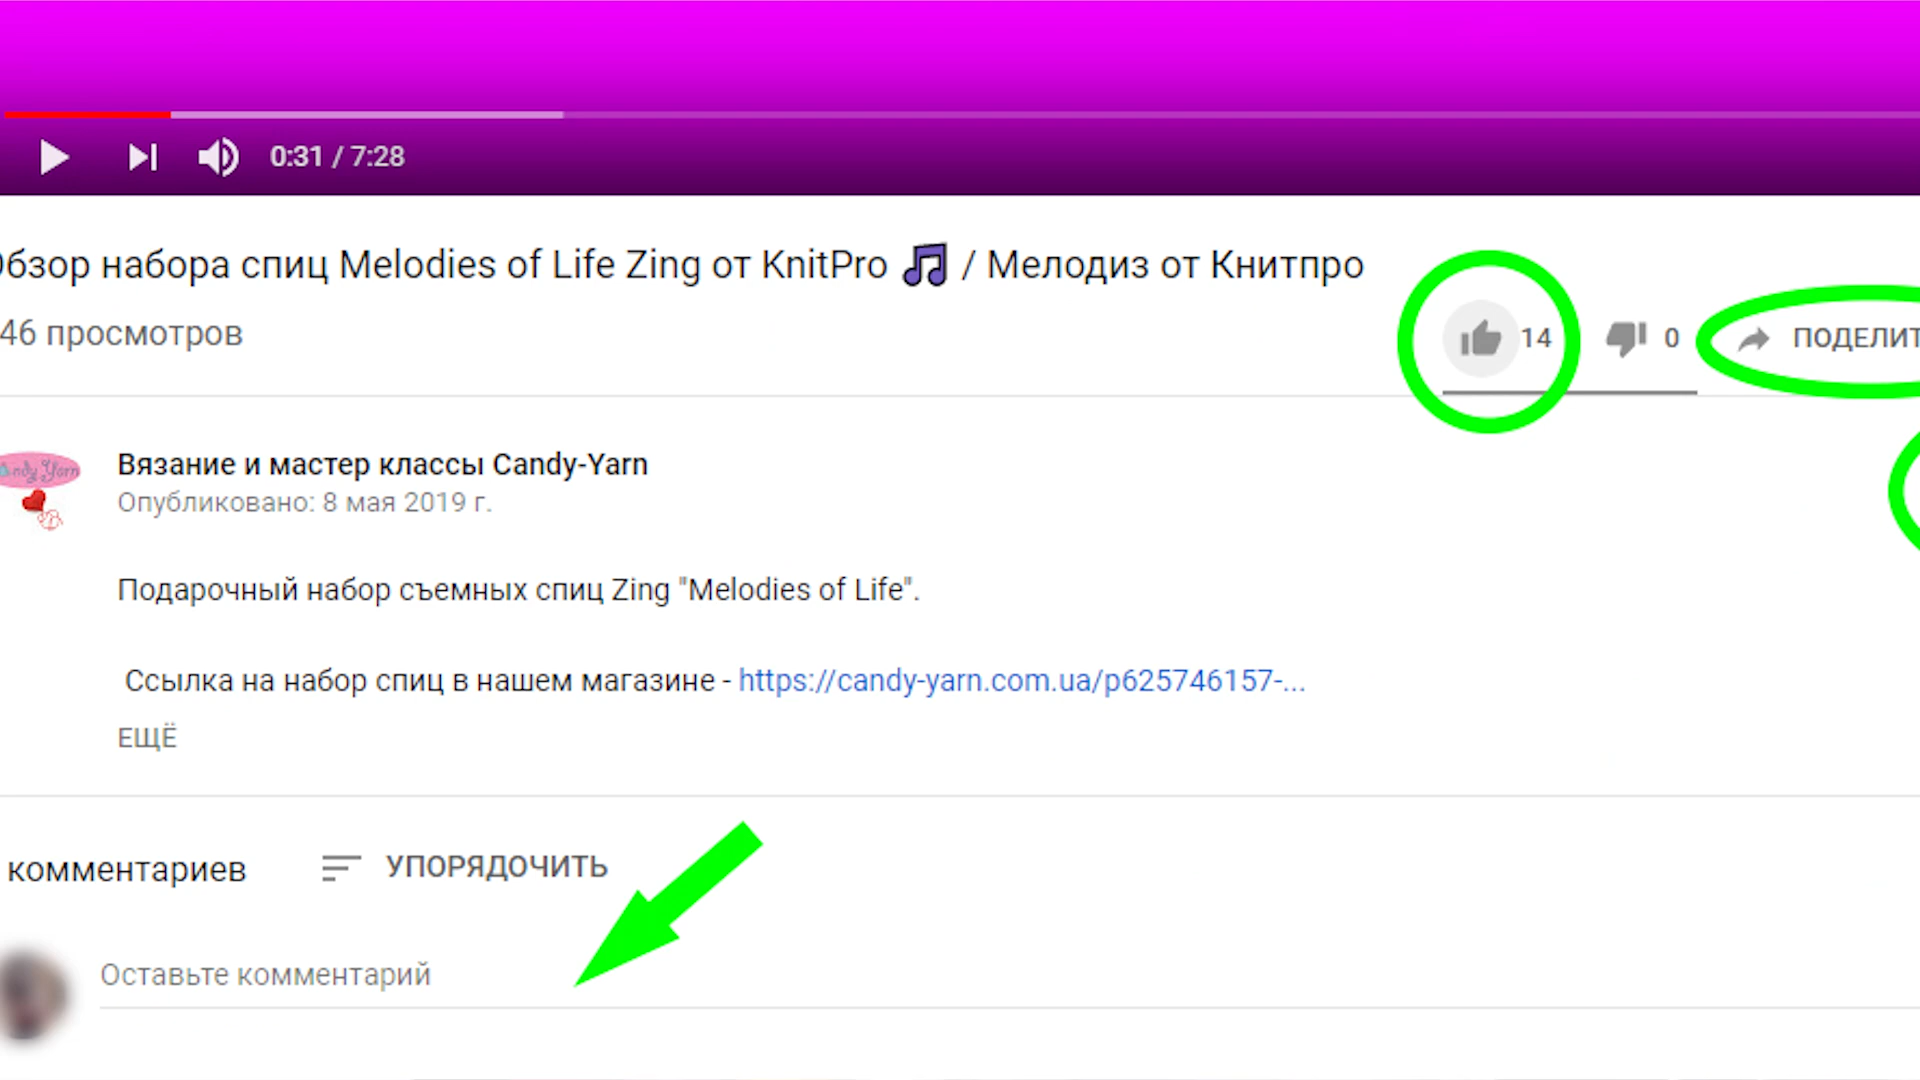 0:31 / 7:28
Обзор набора спиц Melodies of Life Zing от KnitPro 🎵 / Мелодиз от Книтпро
46 просмотров
14
0
ПОДЕЛИТ
Candy Yarn
Вязание и мастер классы Candy-Yarn
Опубликовано: 8 мая 2019 г.
Подарочный набор съемных спиц Zing "Melodies of Life".
Ссылка на набор спиц в нашем магазине - https://candy-yarn.com.ua/p625746157-...
ЕЩЁ
комментариев
УПОРЯДОЧИТЬ
Оставьте комментарий